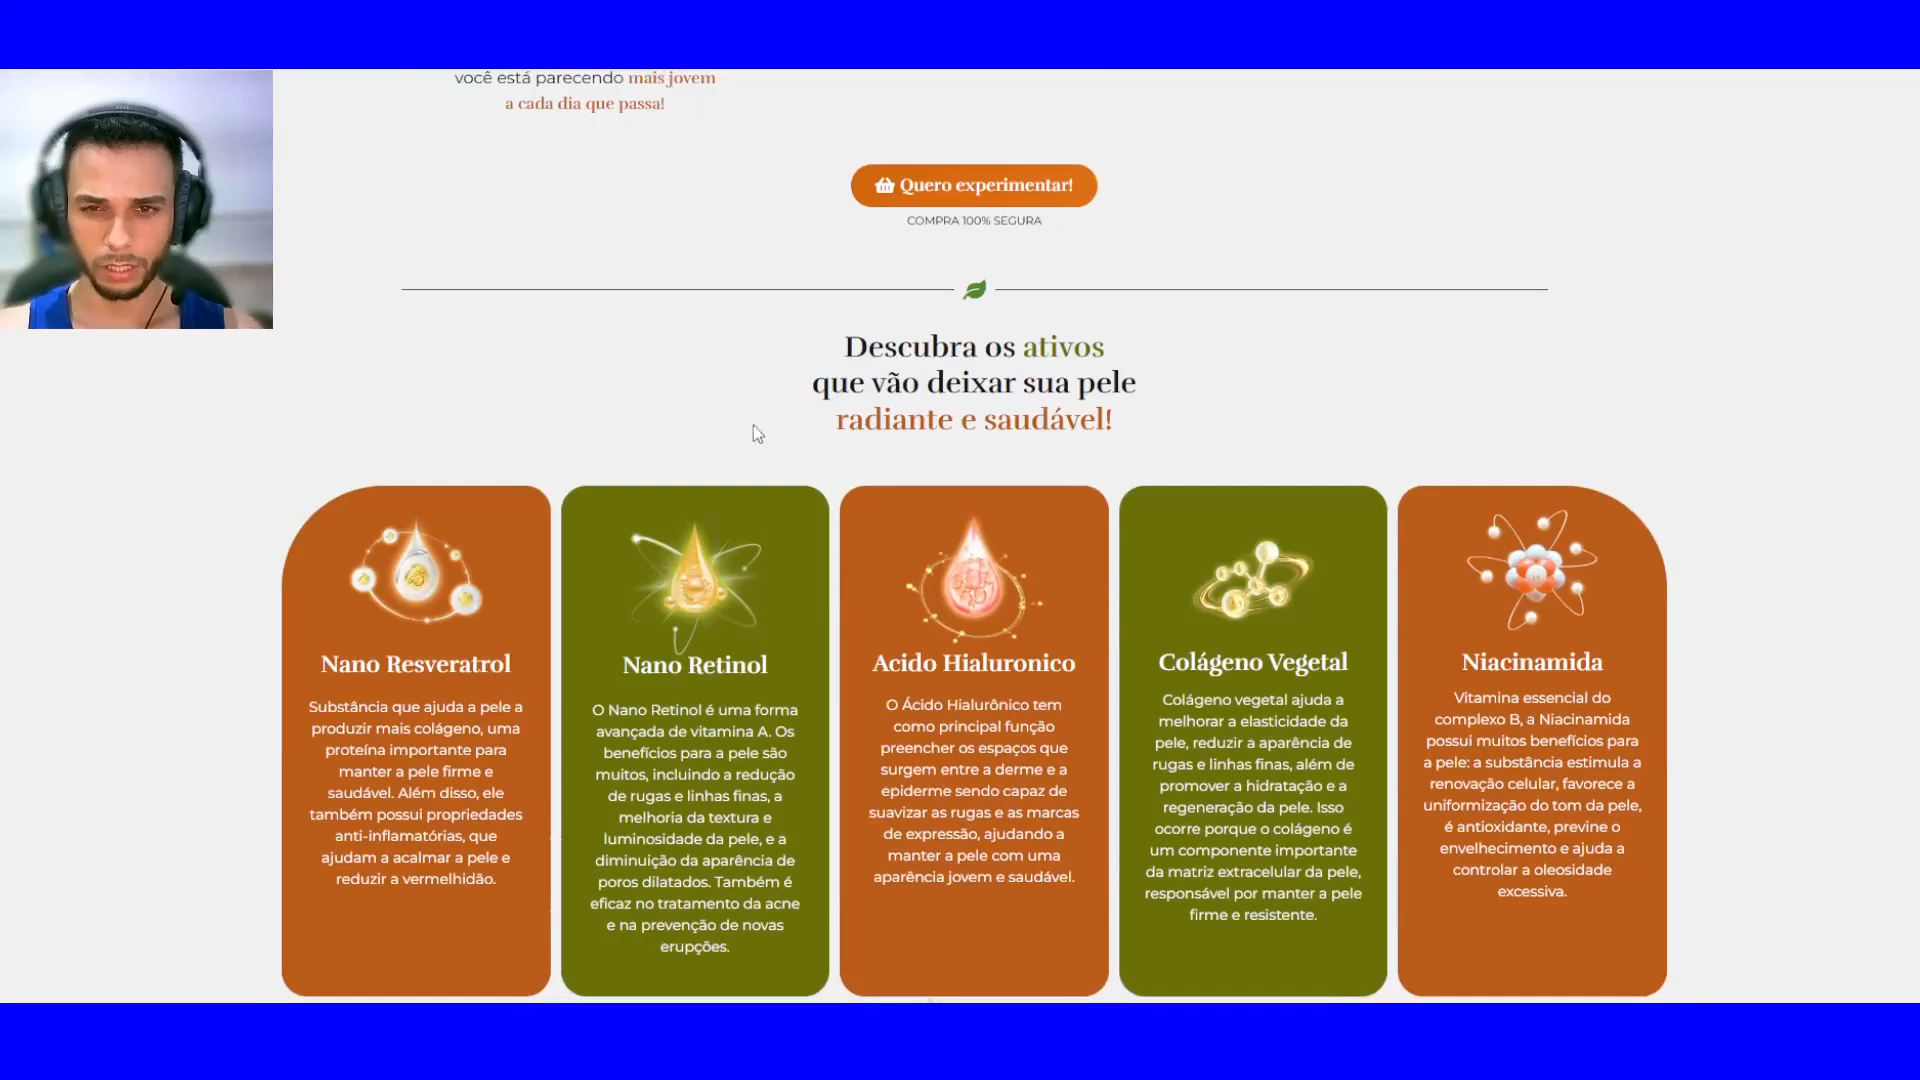 você está parecendo mais jovem
a cada dia que passa!
Quero experimentar!
COMPRA 100% SEGURA
Descubra os ativos
que vão deixar sua pele
radiante e saudável!
Nano Resveratrol
Substância que ajuda a pele a
produzir mais colágeno, uma
proteína importante para
manter a pele firme e
saudável. Além disso, ele
também possui propriedades
anti-inflamatórias, que
ajudam a acalmar a pele e
reduzir a vermelhidão.
Nano Retinol
O Nano Retinol é uma forma
avançada de vitamina A. Os
benefícios para a pele são
muitos, incluindo a redução
de rugas e linhas finas, a
melhoria da textura e
luminosidade da pele, e a
diminuição da aparência de
poros dilatados. Também é
eficaz no tratamento da acne
e na prevenção de novas
erupções.
Acido Hialuronico
O Ácido Hialurônico tem
como principal função
preencher os espaços que
surgem entre a derme e a
epiderme sendo capaz de
suavizar as rugas e as marcas
de expressão, ajudando a
manter a pele com uma
aparência jovem e saudável.
Colágeno Vegetal
Colágeno vegetal ajuda a
melhorar a elasticidade da
pele, reduzir a aparência de
rugas e linhas finas, além de
promover a hidratação e a
regeneração da pele. Isso
ocorre porque o colágeno é
um componente importante
da matriz extracelular da pele,
responsável por manter a pele
firme e resistente.
Niacinamida
Vitamina essencial do
complexo B, a Niacinamida
possui muitos benefícios para
a pele: a substância estimula a
renovação celular, favorece a
uniformização do tom da pele,
é antioxidante, previne o
envelhecimento e ajuda a
controlar a oleosidade
excessiva.